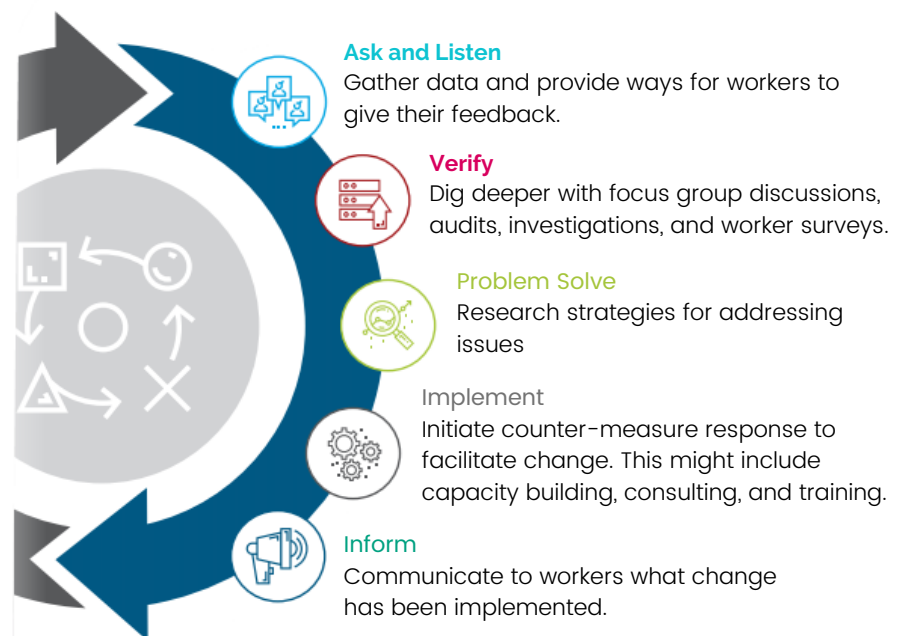 Ask and Listen
Gather data and provide ways for workers to
give their feedback.
Verify
Dig deeper with focus group discussions,
audits, investigations, and worker surveys.
Problem Solve
Research strategies for addressing
issues
Implement
Initiate counter-measure response to
facilitate change. This might include
capacity building, consulting, and training.
Inform
Communicate to workers what change
has been implemented.